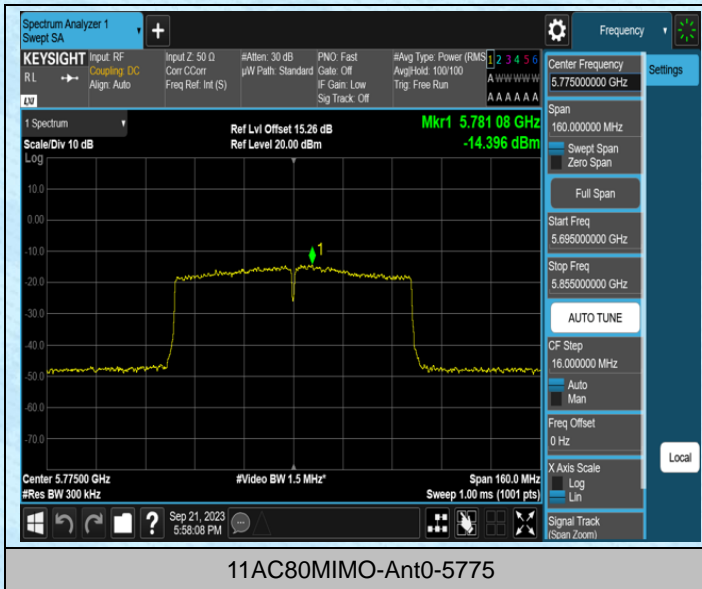 Spectrum Analyzer 1
Swept SA
+
Frequency
KEYSIGHT
RL
LXI
Input: RF
Coupling: DC
Align: Auto
Input Z: 50 Ω
Corr CCorr
Freq Ref: Int (S)
#Atten: 30 dB
µW Path: Standard
PNO: Fast
Gate: Off
IF Gain: Low
Sig Track: Off
#Avg Type: Power (RMS
Avg|Hold: 100/100
Trig: Free Run
1 2 3 4 5 6
A W W W W W
A A A A A A
1 Spectrum
Scale/Div 10 dB
Log
Ref Lvl Offset 15.26 dB
Ref Level 20.00 dBm
Mkr1 5.781 08 GHz
-14.396 dBm
10.0
0.00
-10.0
-20.0
-30.0
-40.0
-50.0
-60.0
-70.0
1
Center 5.77500 GHz
#Res BW 300 kHz
#Video BW 1.5 MHz*
Span 160.0 MHz
Sweep 1.00 ms (1001 pts)
?
Sep 21, 2023
5:58:08 PM
Center Frequency
5.775000000 GHz
Span
160.000000 MHz
Swept Span
Zero Span
Full Span
Start Freq
5.695000000 GHz
Stop Freq
5.855000000 GHz
AUTO TUNE
CF Step
16.000000 MHz
Auto
Man
Freq Offset
0 Hz
X Axis Scale
Log
Lin
Signal Track
(Span Zoom)
Settings
Local
11AC80MIMO-Ant0-5775